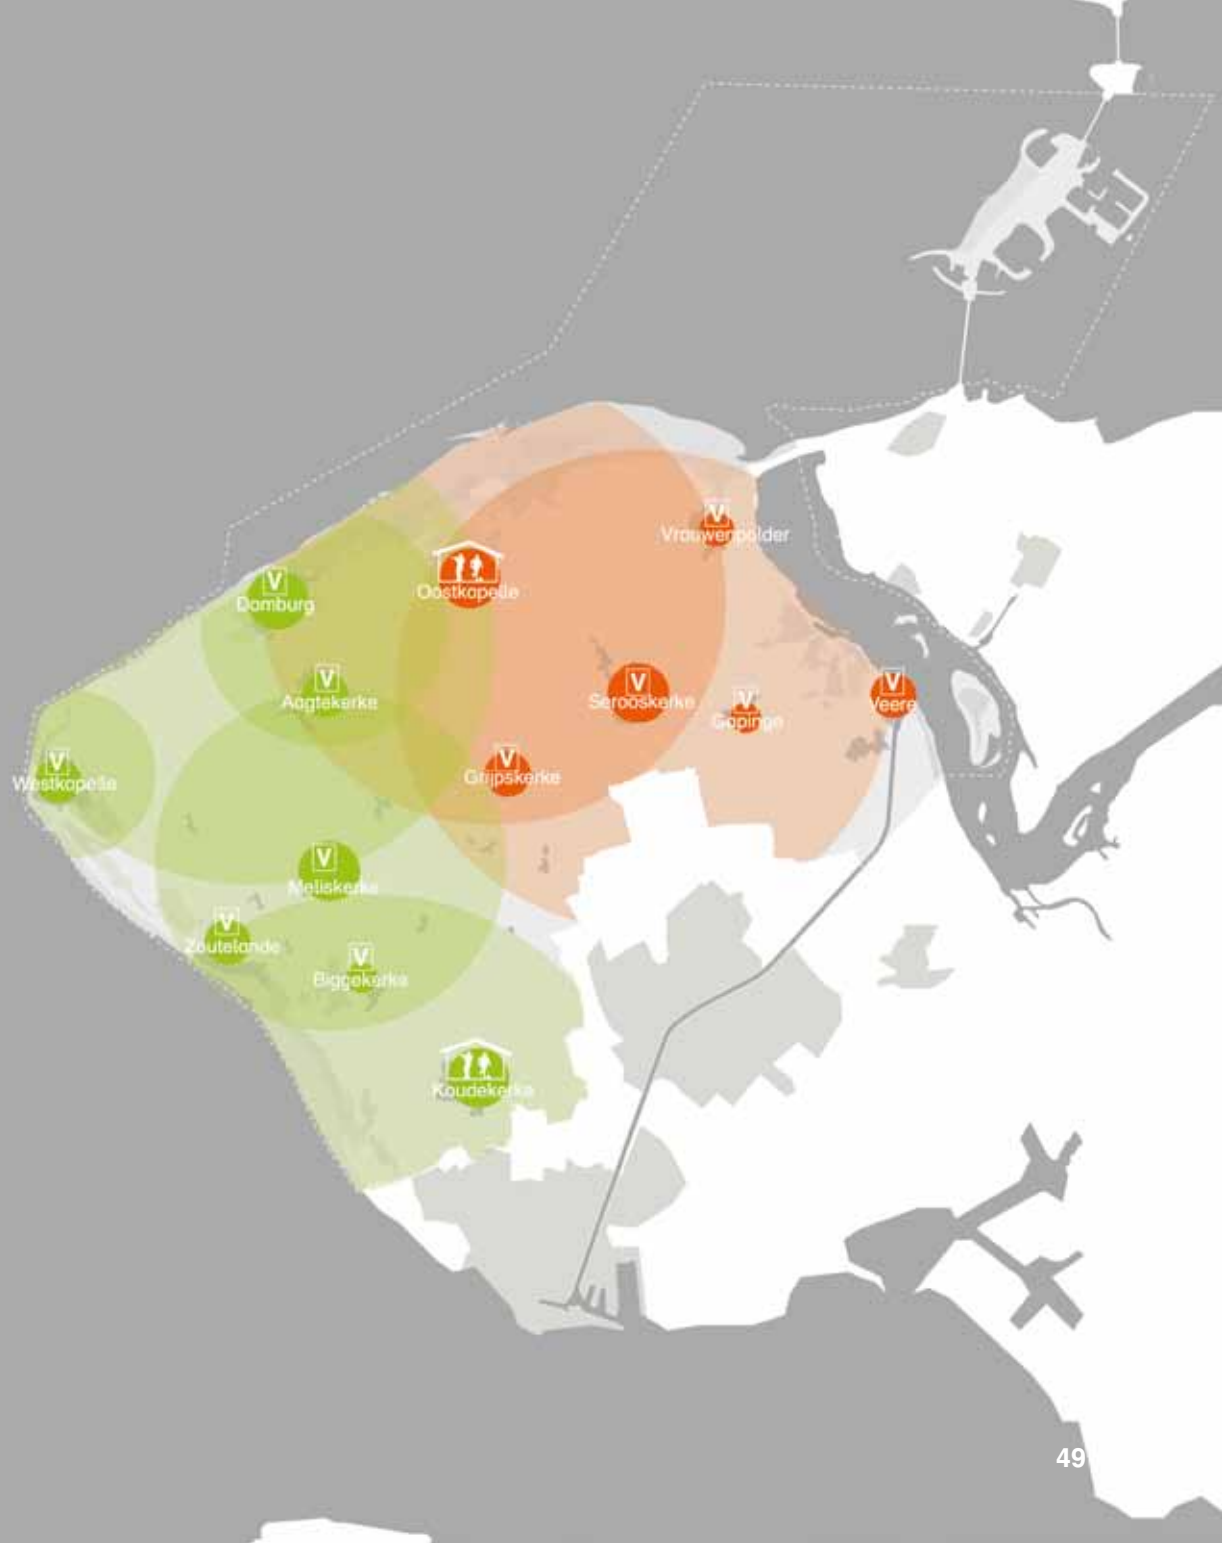 V
Vrouwenpolder
Oostkapelle
V
Domburg
V
Aagtekerke
V
Serooskerke
V
Gapinge
V
Veere
V
Westkapelle
V
Grijpskerke
V
Meliskerke
V
Zoutelande
V
Biggekerke
Koudekerke
49